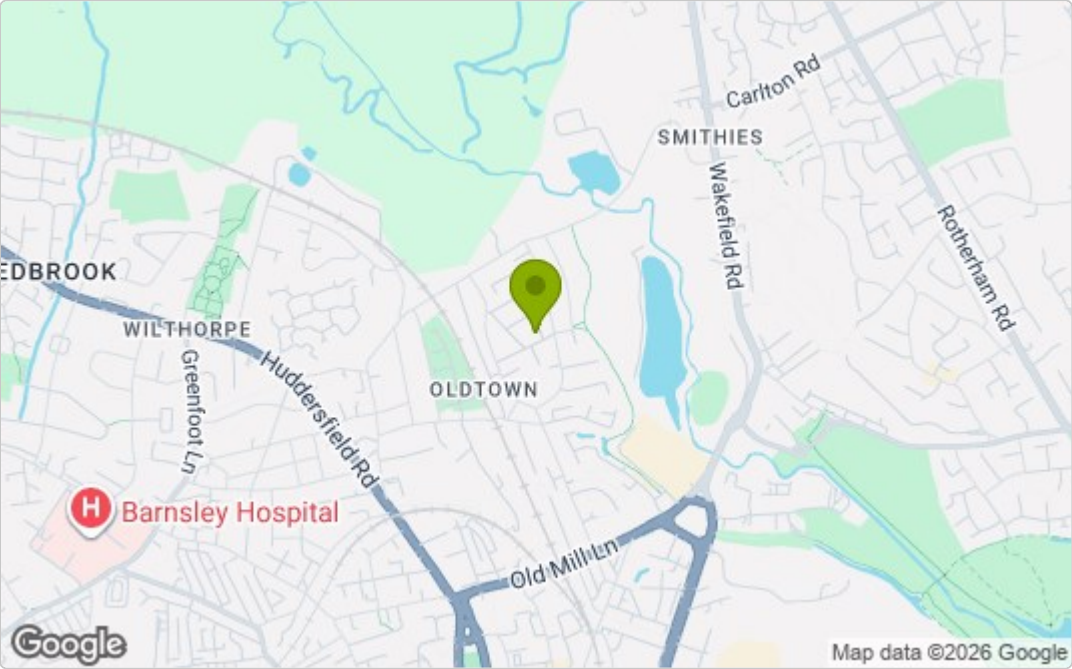 Carlton Rd
SMITHIES
Wakefield Rd
Rotherham Rd
EDBROOK
WILTHORPE
Greenfoot Ln
Huddersfield Rd
OLDTOWN
H
Barnsley Hospital
Old Mill Ln
Google
Map data ©2026 Google